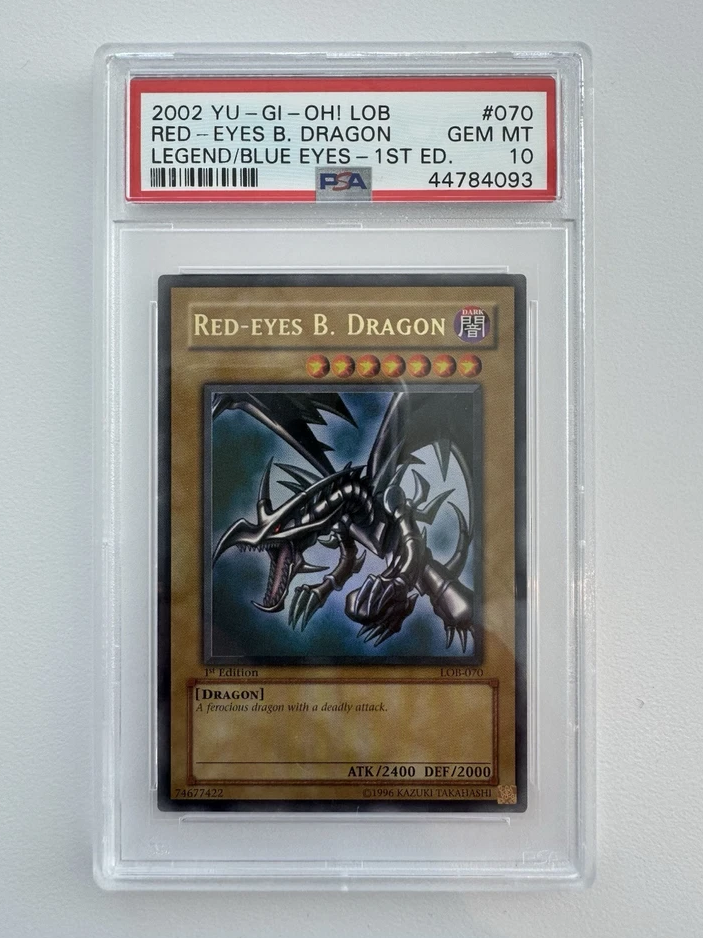 2002 YU-GI-OH! LOB #070
RED-EYES B. DRAGON GEM MT
LEGEND/BLUE EYES-1ST ED. 10
PSA 44784093
RED-EYES B. DRAGON
DARK
闇
1st Edition LOB-070
[DRAGON]
A ferocious dragon with a deadly attack.
ATK/2400 DEF/2000
74677422 ©1996 KAZUKI TAKAHASHI